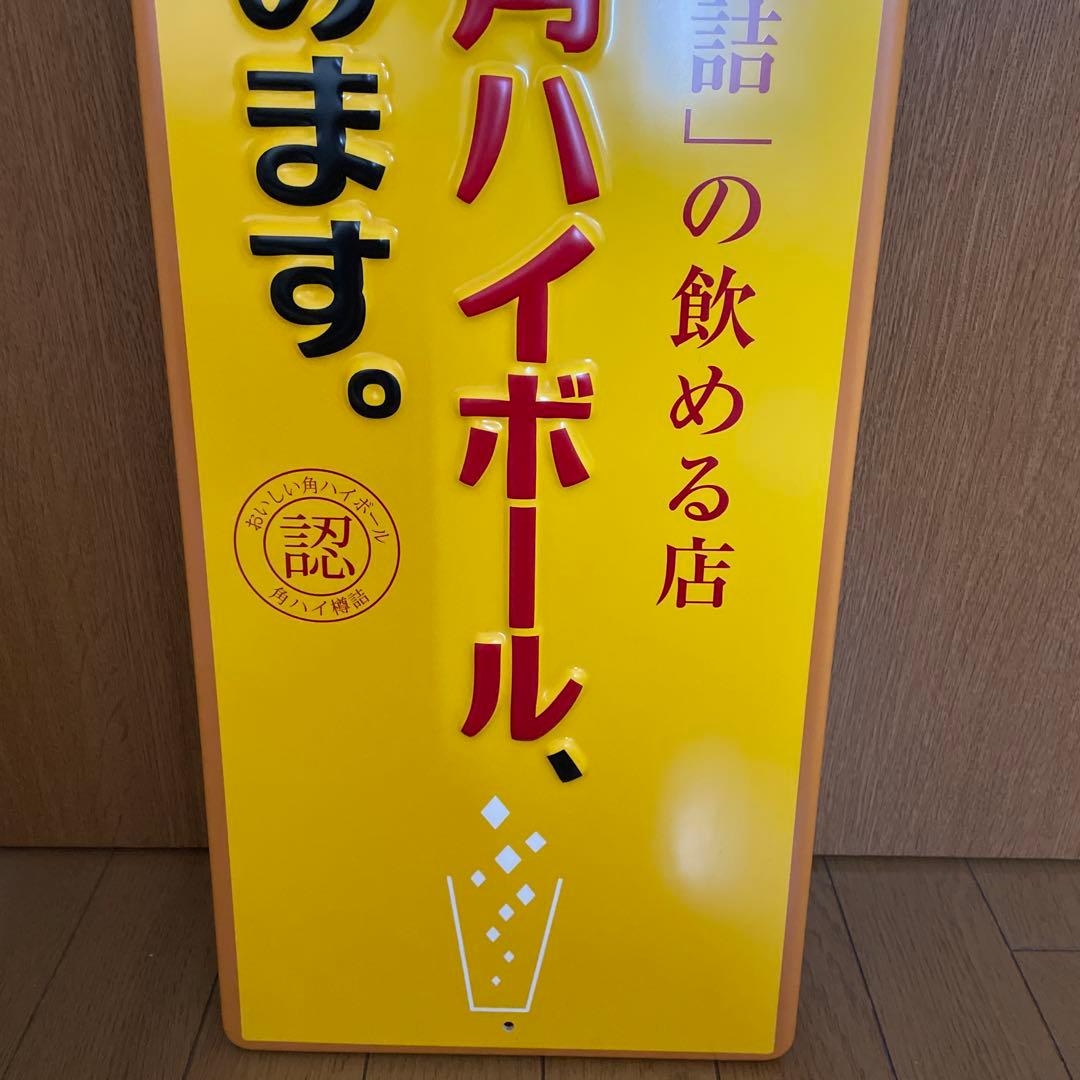 詰」の飲める店
角ハイボール、
めます。
おいしい角ハイボール
認
角ハイ樽詰